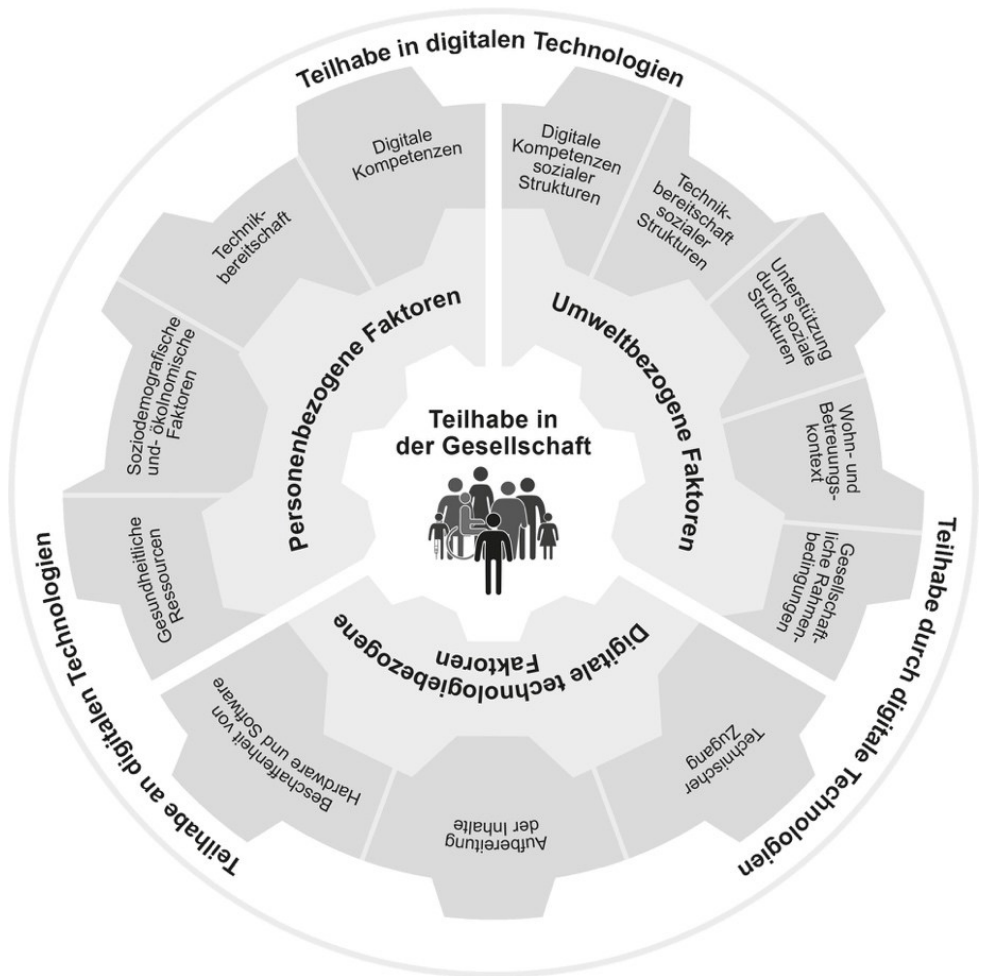 Teilhabe in digitalen Technologien
Digitale
Kompetenzen
Technik-
bereitschaft
Soziodemografische
und- ökolnomische
Faktoren
Gesundheitliche
Ressourcen
Personenbezogene Faktoren
Digitale
Kompetenzen
sozialer
Strukturen
Technik-
bereitschaft
sozialer
Strukturen
Unterstützung
durch soziale
Strukturen
Wohn- und
Betreuungs-
kontext
Gesellschaft-
liche Rahmen-
bedingungen
Umweltbezogene Faktoren
Teilhabe in
der Gesellschaft
Digitale technologiebezogene
Faktoren
Beschaffenheit von
Hardware und Software
Aufbereitung
der Inhalte
Technischer
Zugang
Teilhabe an digitalen Technologien
Teilhabe durch digitale Technologien